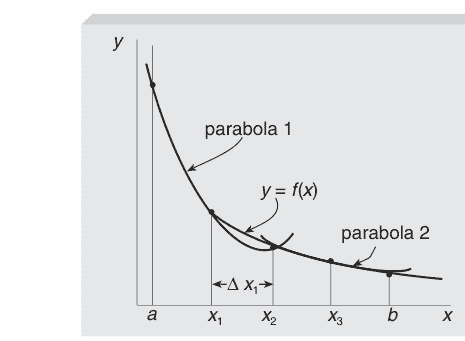 y
parabola 1
y = f(x)
parabola 2
Δ x₁
a x₁ x₂ x₃ b x